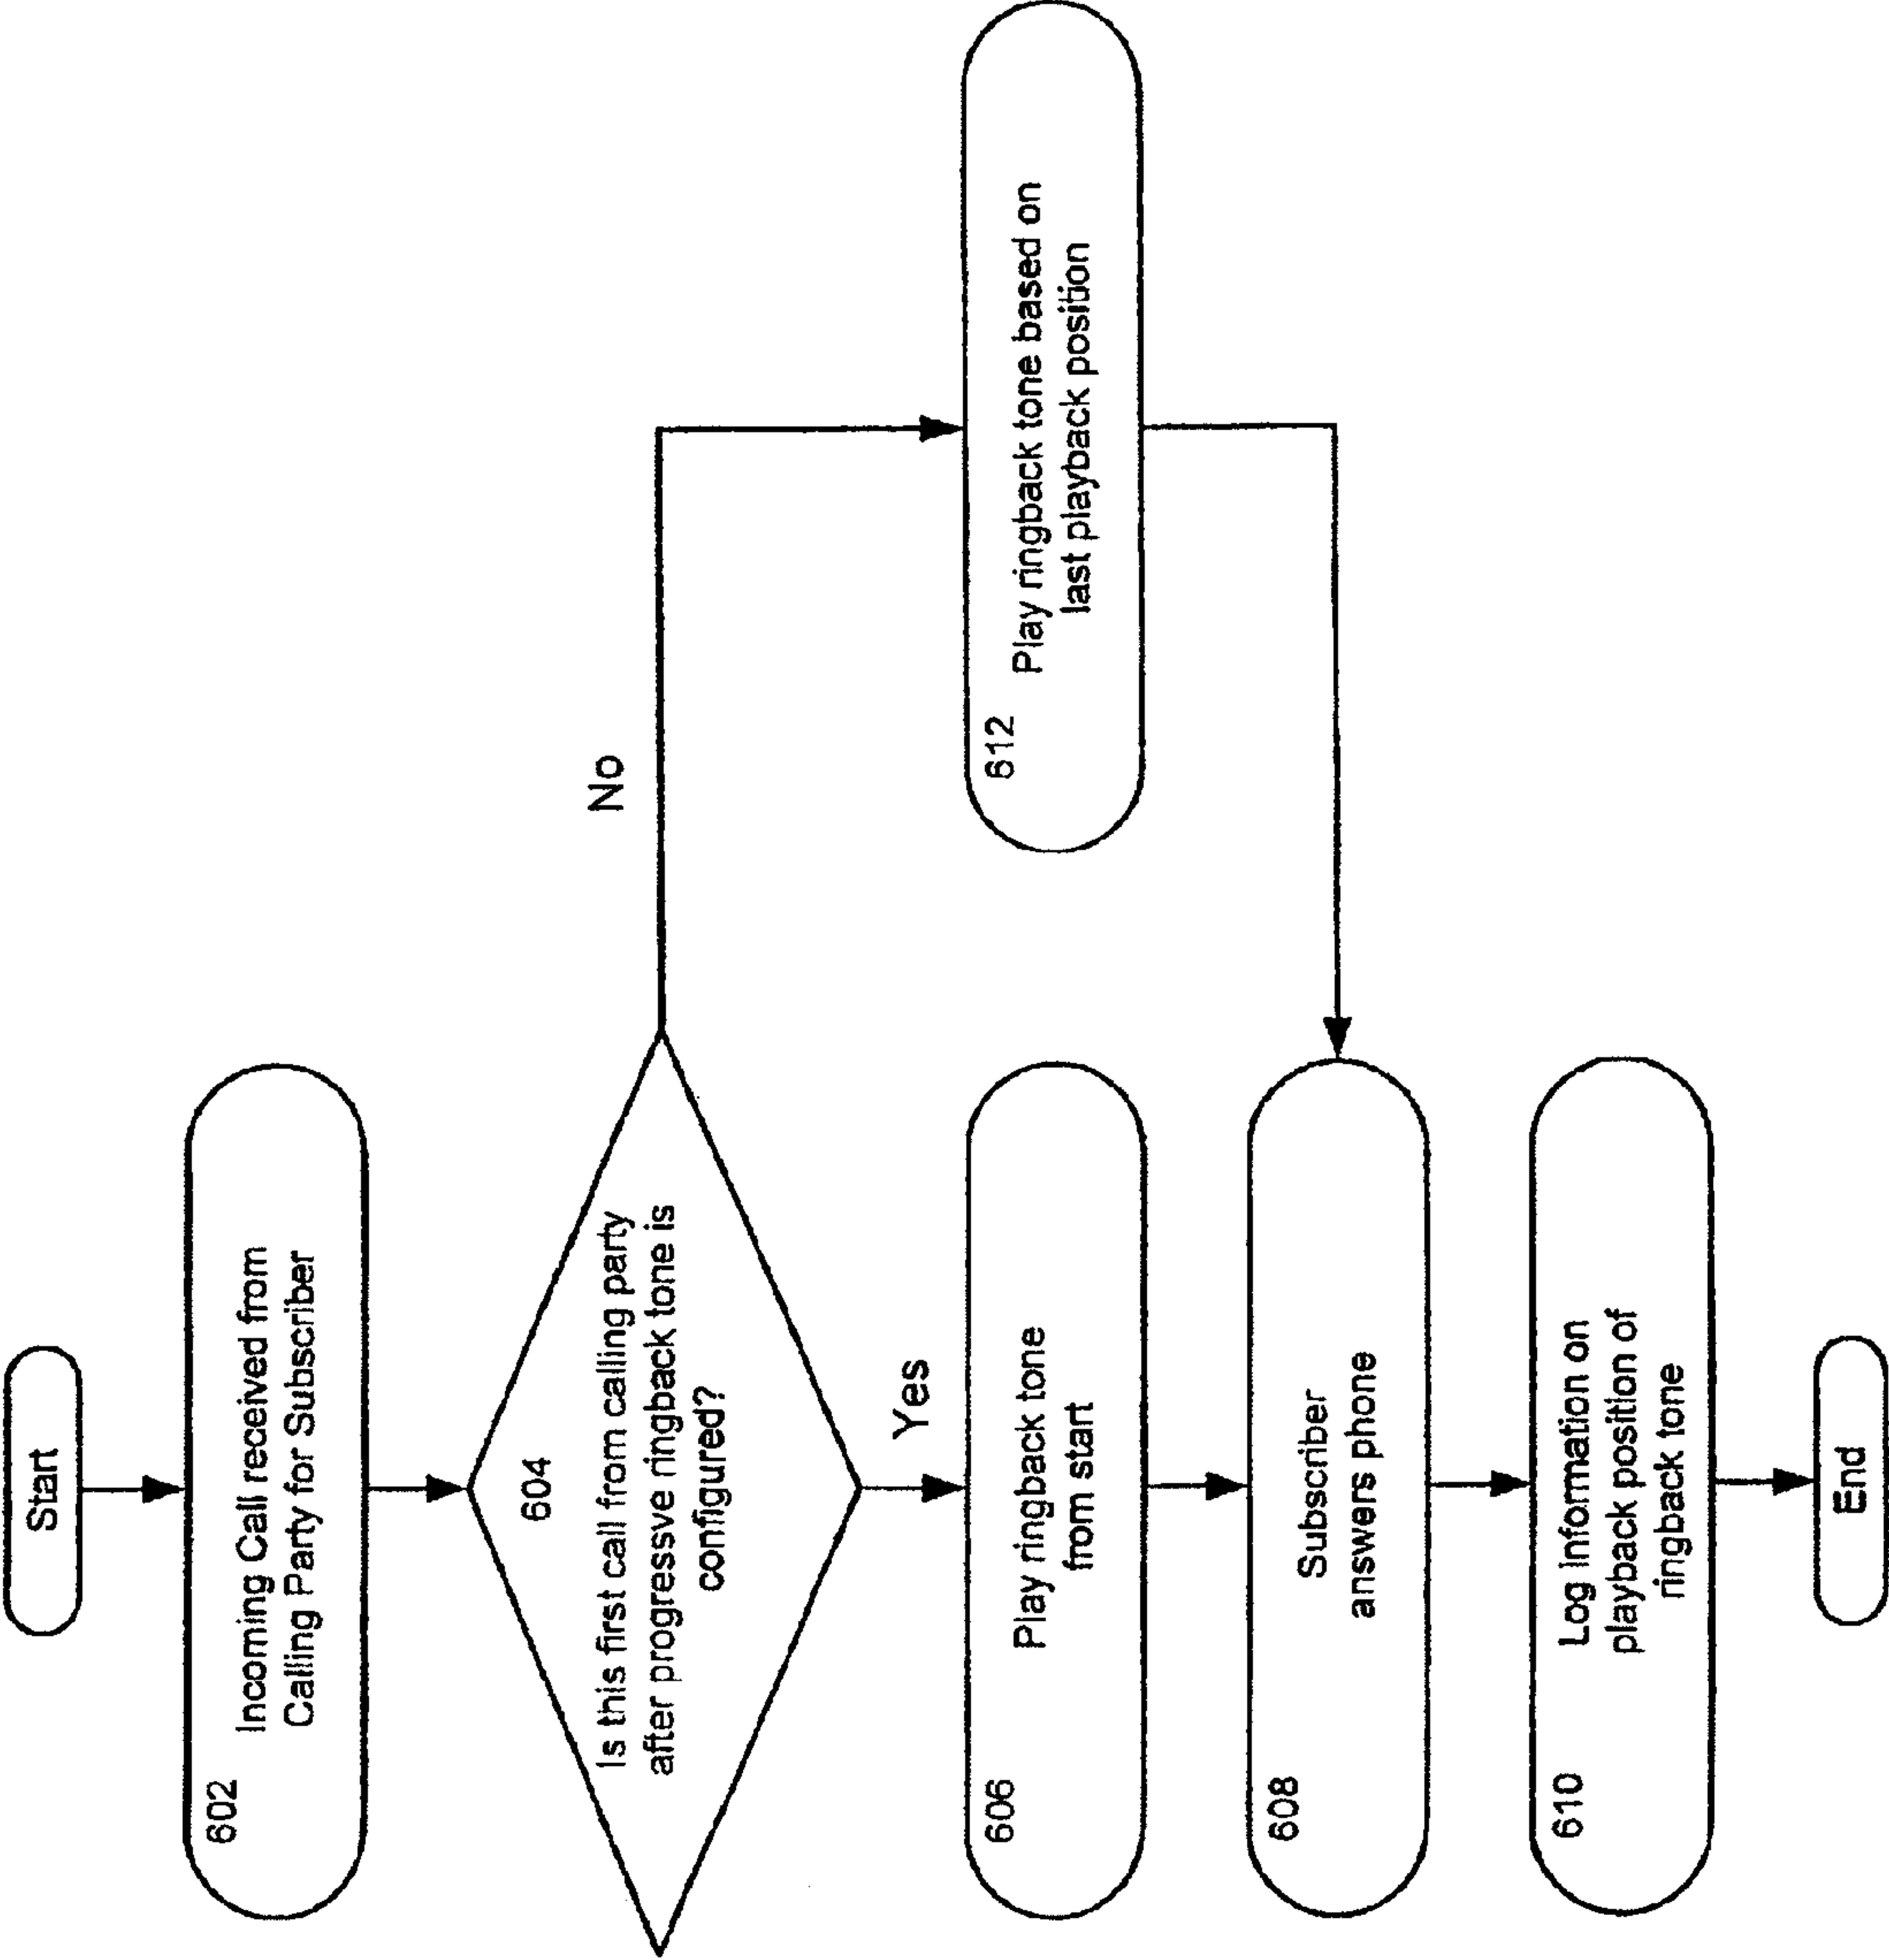 Start
602
Incoming Call received from
Calling Party for Subscriber
604
Is this first call from calling party
after progressive ringback tone is
configured?
No
Yes
606
Play ringback tone
from start
612
Play ringback tone based on
last playback position
608
Subscriber
answers phone
610
Log Information on
playback position of
ringback tone
End